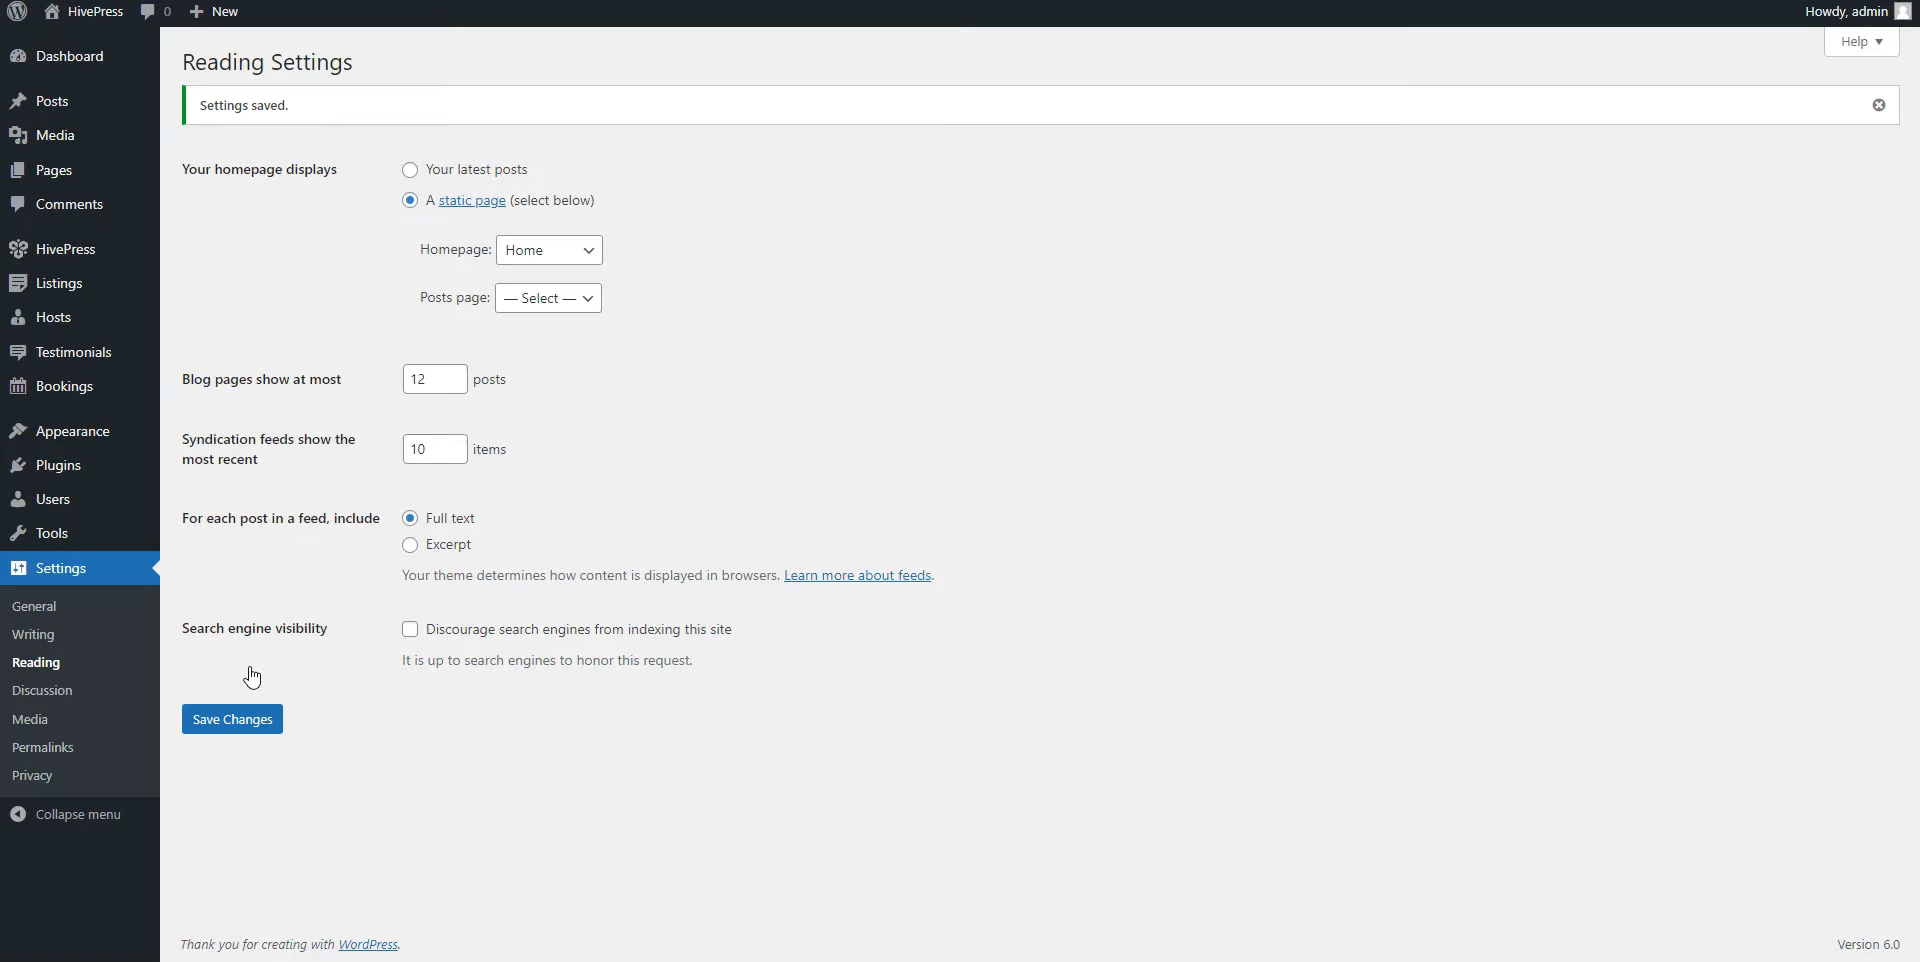 HivePress 0 New Howdy, admin
Help
Dashboard
Posts
Media
Pages
Comments
HivePress
Listings
Hosts
Testimonials
Bookings
Appearance
Plugins
Users
Tools
Settings
General
Writing
Reading
Discussion
Media
Permalinks
Privacy
Collapse menu
Reading Settings
Settings saved.
Your homepage displays
Your latest posts
A static page (select below)
Homepage: Home
Posts page: — Select —
Blog pages show at most 12 posts
Syndication feeds show the
most recent
10 items
For each post in a feed, include
Full text
Excerpt
Your theme determines how content is displayed in browsers. Learn more about feeds.
Search engine visibility
Discourage search engines from indexing this site
It is up to search engines to honor this request.
Save Changes
Thank you for creating with WordPress. Version 6.0